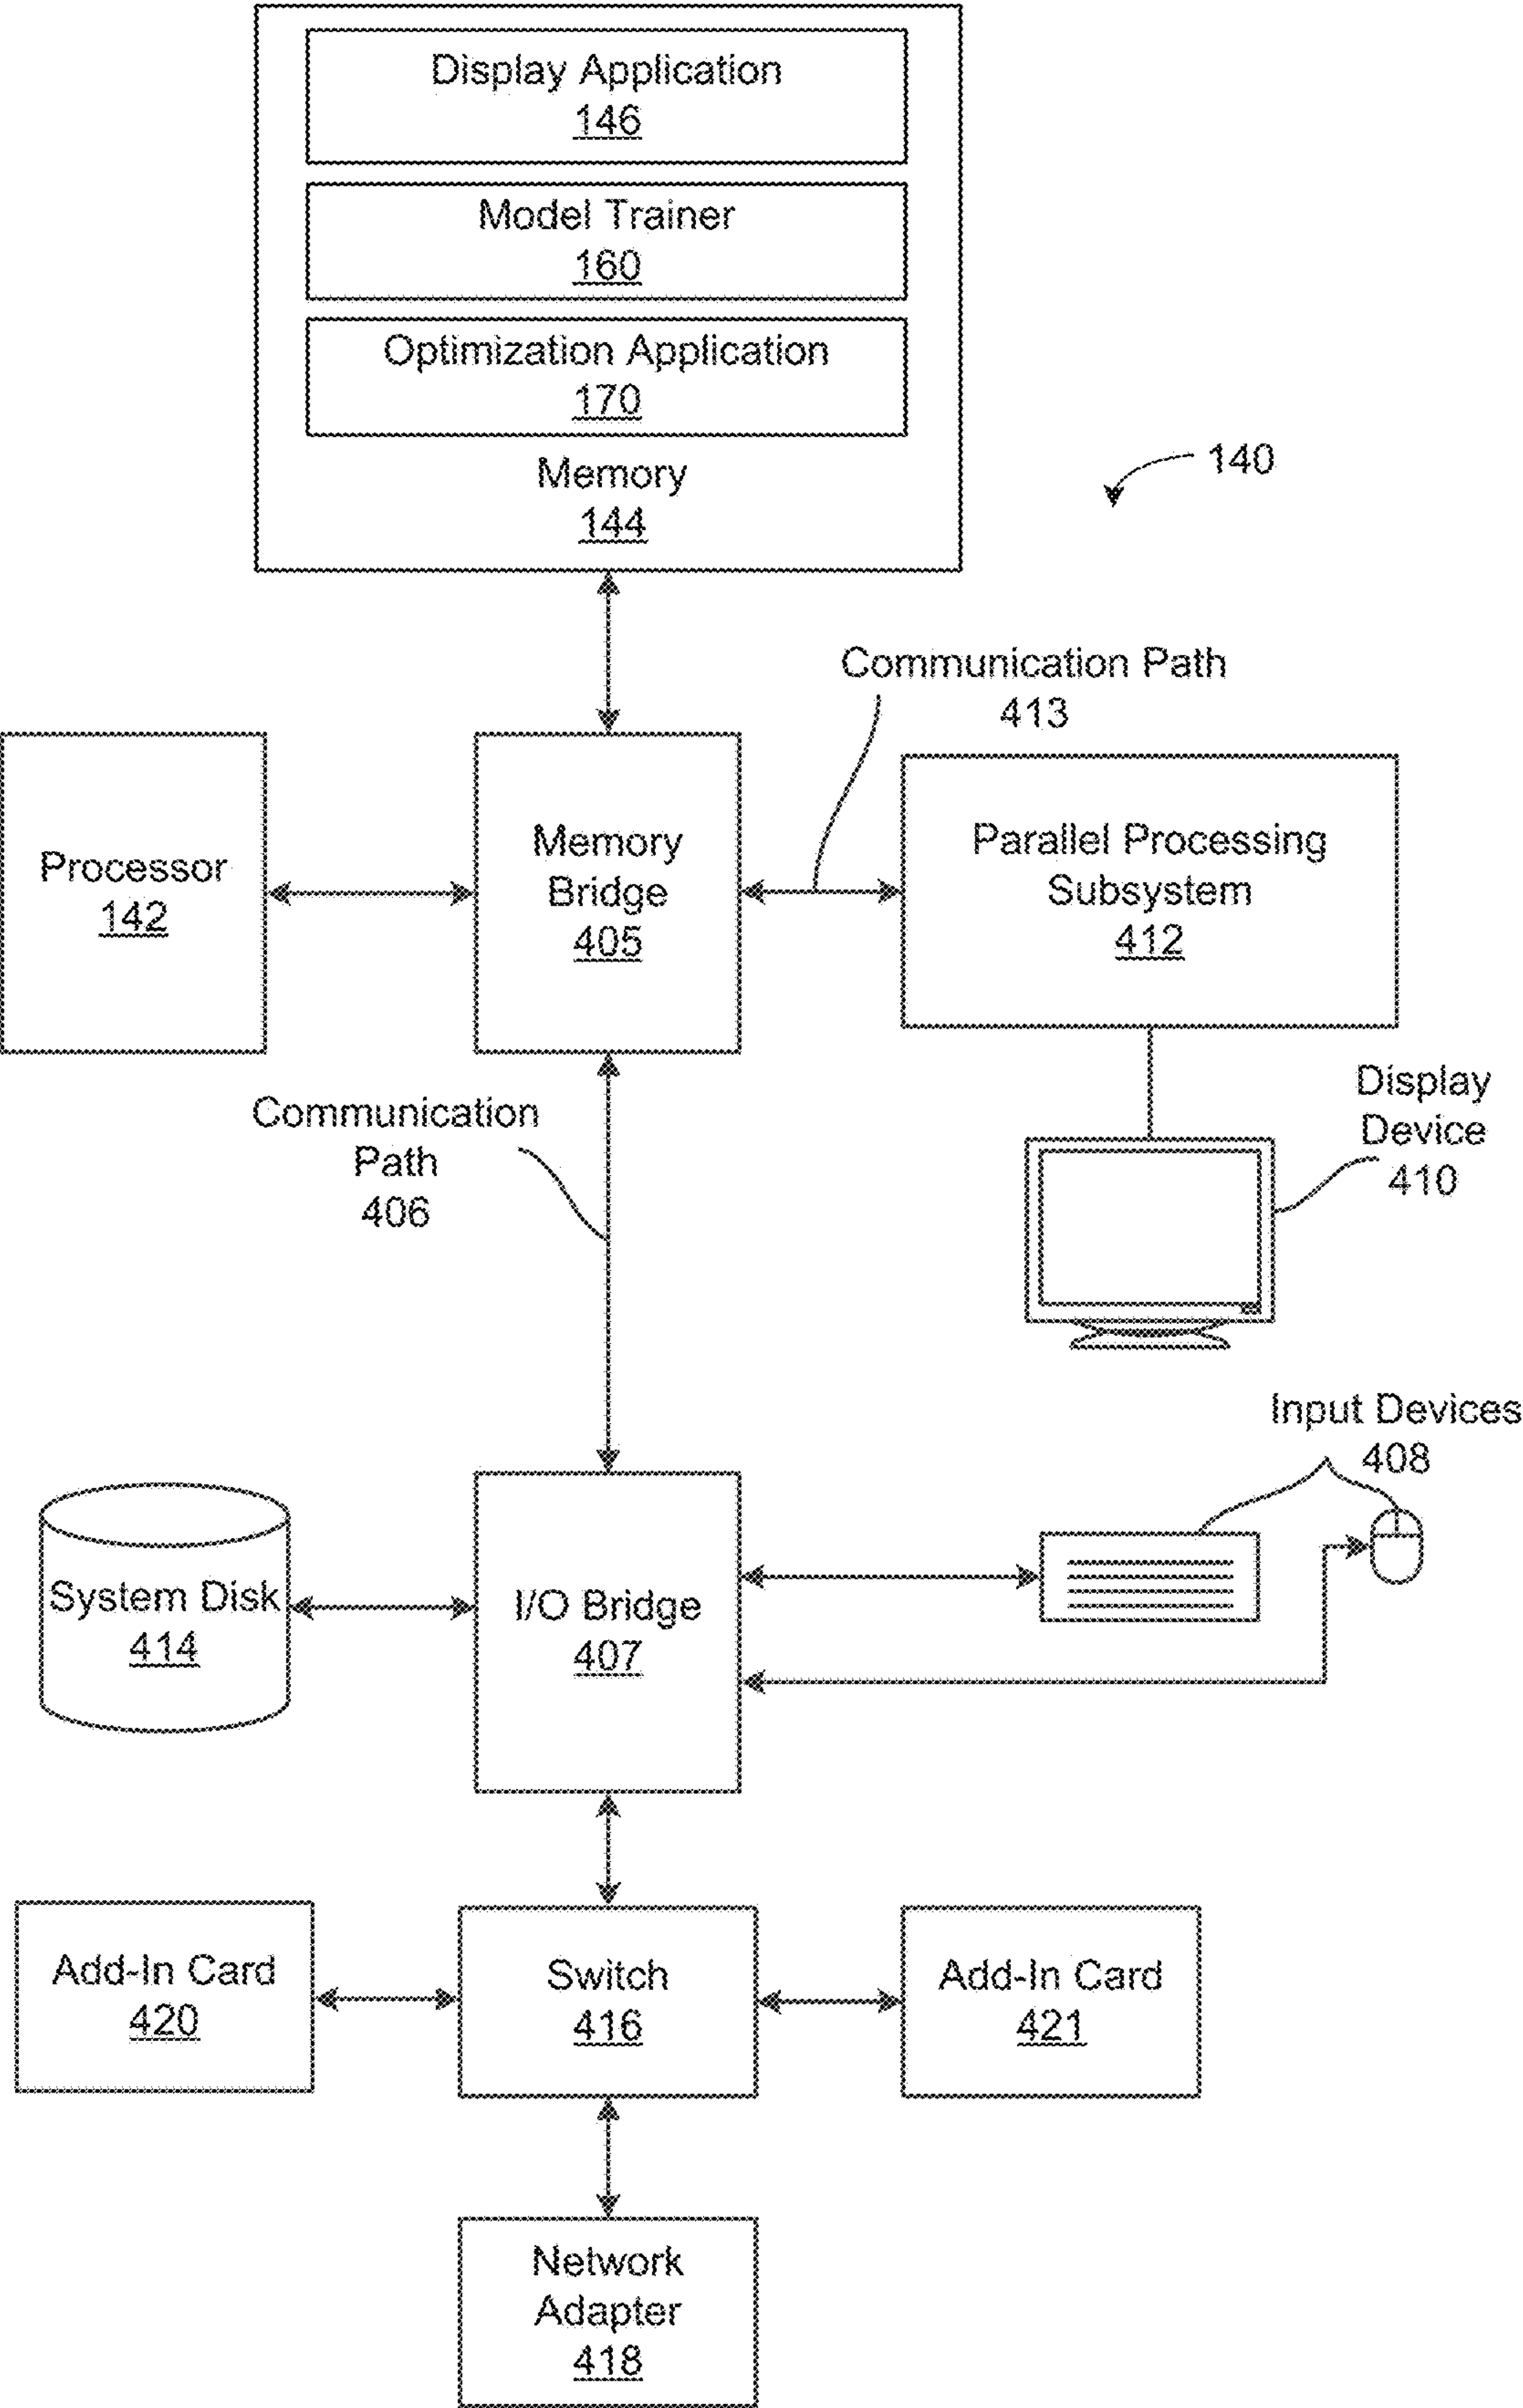 Display Application
146
Model Trainer
160
Optimization Application
170
Memory
144
140
Communication Path
413
Processor
142
Memory
Bridge
405
Parallel Processing
Subsystem
412
Communication
Path
406
Display
Device
410
Input Devices
408
System Disk
414
I/O Bridge
407
Add-In Card
420
Switch
416
Add-In Card
421
Network
Adapter
418